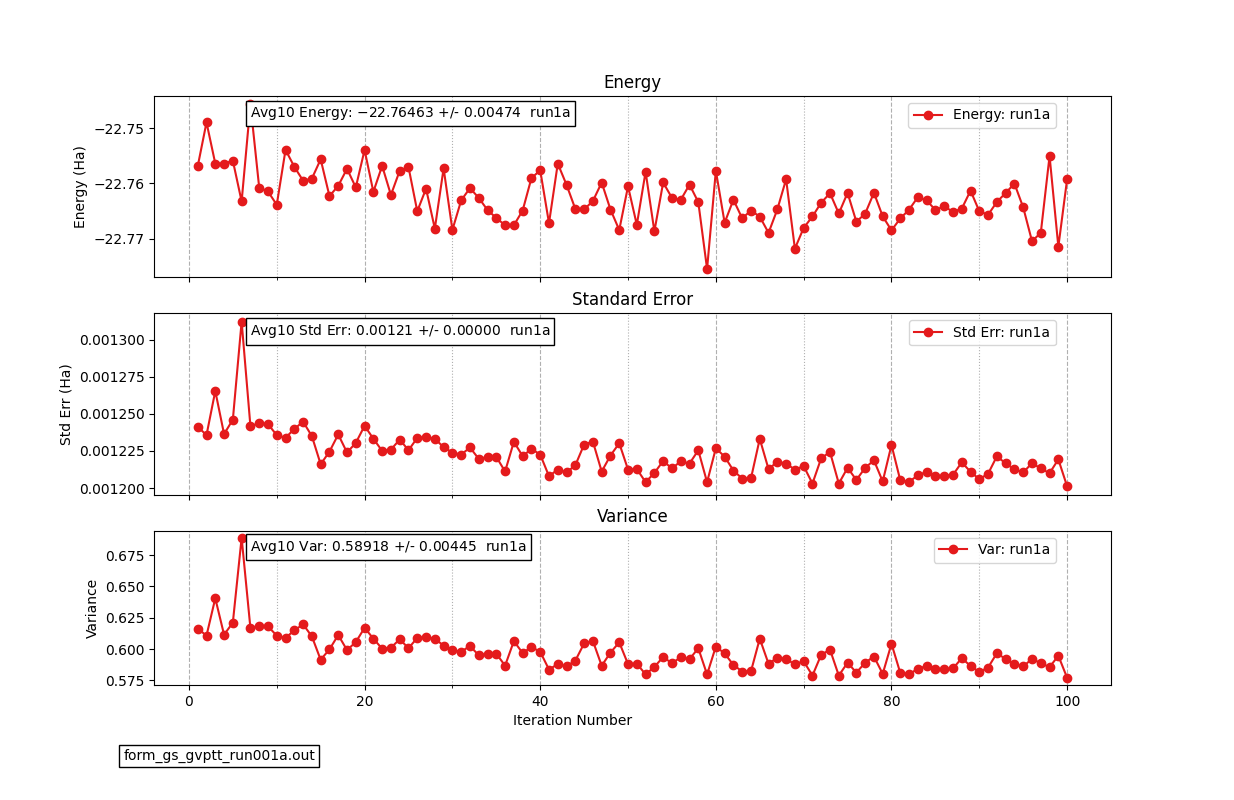 Energy
Avg10 Energy: −22.76463 +/- 0.00474 run1a
Energy: run1a
−22.75
−22.76
−22.77
Energy (Ha)
Standard Error
Avg10 Std Err: 0.00121 +/- 0.00000 run1a
Std Err: run1a
0.001300
0.001275
0.001250
0.001225
0.001200
Std Err (Ha)
Variance
Avg10 Var: 0.58918 +/- 0.00445 run1a
Var: run1a
0.675
0.650
0.625
0.600
0.575
Variance
0 20 40 60 80 100
Iteration Number
form_gs_gvptt_run001a.out